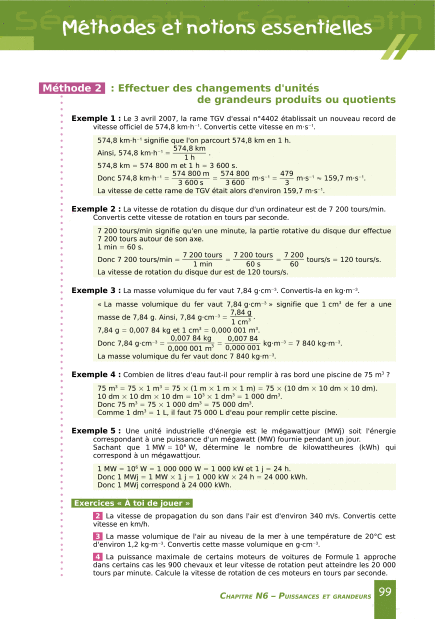 Méthodes et notions essentielles
Méthode 2 : Effectuer des changements d'unités
de grandeurs produits ou quotients
Exemple 1 : Le 3 avril 2007, la rame TGV d'essai n°4402 établissait un nouveau record de
vitesse officiel de 574,8 km·h⁻¹. Convertis cette vitesse en m·s⁻¹.
574,8 km·h⁻¹ signifie que l'on parcourt 574,8 km en 1 h.
Ainsi, 574,8 km·h⁻¹ = 574,8 km / 1 h .
574,8 km = 574 800 m et 1 h = 3 600 s.
Donc 574,8 km·h⁻¹ = 574 800 m / 3 600 s = 574 800 / 3 600 m·s⁻¹ = 479 / 3 m·s⁻¹ ≈ 159,7 m·s⁻¹.
La vitesse de cette rame de TGV était alors d'environ 159,7 m·s⁻¹.
Exemple 2 : La vitesse de rotation du disque dur d'un ordinateur est de 7 200 tours/min.
Convertis cette vitesse de rotation en tours par seconde.
7 200 tours/min signifie qu'en une minute, la partie rotative du disque dur effectue
7 200 tours autour de son axe.
1 min = 60 s.
Donc 7 200 tours/min = 7 200 tours / 1 min = 7 200 tours / 60 s = 7 200 / 60 tours/s = 120 tours/s.
La vitesse de rotation du disque dur est de 120 tours/s.
Exemple 3 : La masse volumique du fer vaut 7,84 g·cm⁻³. Convertis-la en kg·m⁻³.
« La masse volumique du fer vaut 7,84 g·cm⁻³ » signifie que 1 cm³ de fer a une
masse de 7,84 g. Ainsi, 7,84 g·cm⁻³ = 7,84 g / 1 cm³ .
7,84 g = 0,007 84 kg et 1 cm³ = 0,000 001 m³.
Donc 7,84 g·cm⁻³ = 0,007 84 kg / 0,000 001 m³ = 0,007 84 / 0,000 001 kg·m⁻³ = 7 840 kg·m⁻³.
La masse volumique du fer vaut donc 7 840 kg·m⁻³.
Exemple 4 : Combien de litres d'eau faut-il pour remplir à ras bord une piscine de 75 m³ ?
75 m³ = 75 × 1 m³ = 75 × (1 m × 1 m × 1 m) = 75 × (10 dm × 10 dm × 10 dm).
10 dm × 10 dm × 10 dm = 10³ × 1 dm³ = 1 000 dm³.
Donc 75 m³ = 75 × 1 000 dm³ = 75 000 dm³.
Comme 1 dm³ = 1 L, il faut 75 000 L d'eau pour remplir cette piscine.
Exemple 5 : Une unité industrielle d'énergie est le mégawattjour (MWj) soit l'énergie
correspondant à une puissance d'un mégawatt (MW) fournie pendant un jour.
Sachant que 1 MW = 10⁶ W, détermine le nombre de kilowattheures (kWh) qui
correspond à un mégawattjour.
1 MW = 10⁶ W = 1 000 000 W = 1 000 kW et 1 j = 24 h.
Donc 1 MWj = 1 MW × 1 j = 1 000 kW × 24 h = 24 000 kWh.
Donc 1 MWj correspond à 24 000 kWh.
Exercices « À toi de jouer »
2 La vitesse de propagation du son dans l'air est d'environ 340 m/s. Convertis cette
vitesse en km/h.
3 La masse volumique de l'air au niveau de la mer à une température de 20°C est
d'environ 1,2 kg·m⁻³. Convertis cette masse volumique en g·cm⁻³.
4 La puissance maximale de certains moteurs de voitures de Formule 1 approche
dans certains cas les 900 chevaux et leur vitesse de rotation peut atteindre les 20 000
tours par minute. Calcule la vitesse de rotation de ces moteurs en tours par seconde.
Chapitre N6 – Puissances et grandeurs 99